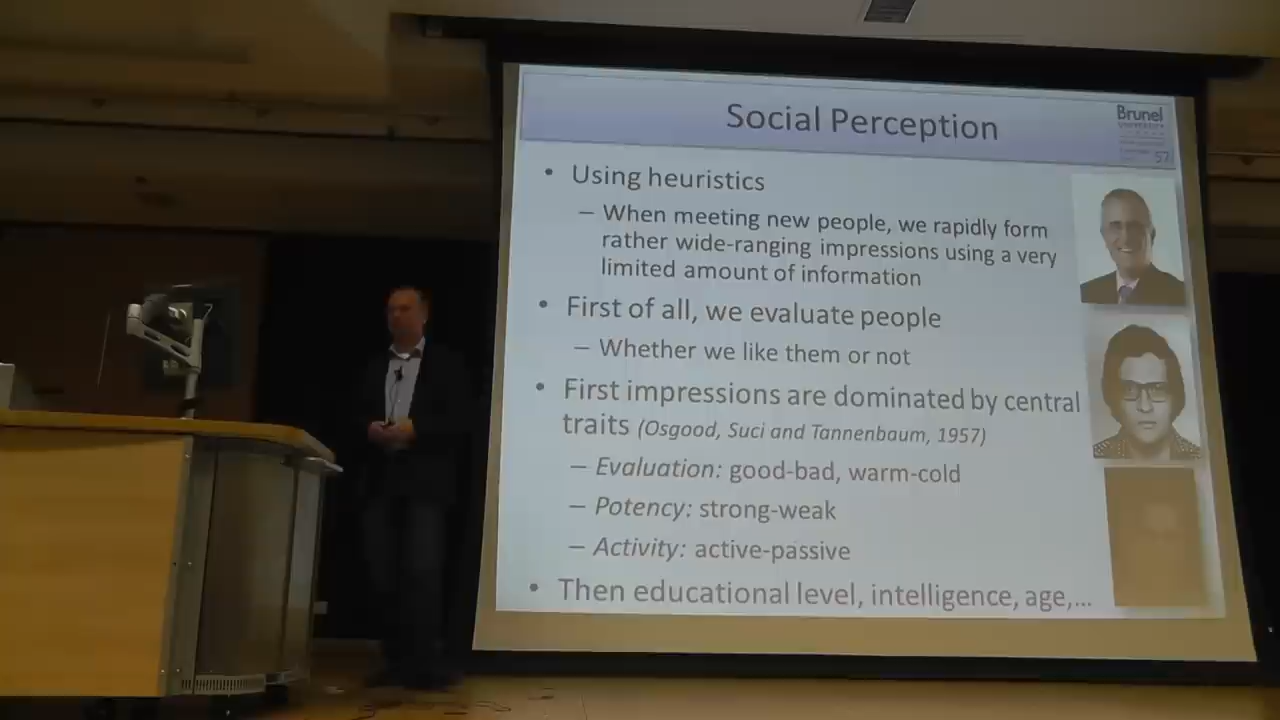 Social Perception
Brunel
UNIVERSITY
57
• Using heuristics
– When meeting new people, we rapidly form
rather wide-ranging impressions using a very
limited amount of information
• First of all, we evaluate people
– Whether we like them or not
• First impressions are dominated by central
traits (Osgood, Suci and Tannenbaum, 1957)
– Evaluation: good-bad, warm-cold
– Potency: strong-weak
– Activity: active-passive
• Then educational level, intelligence, age,...